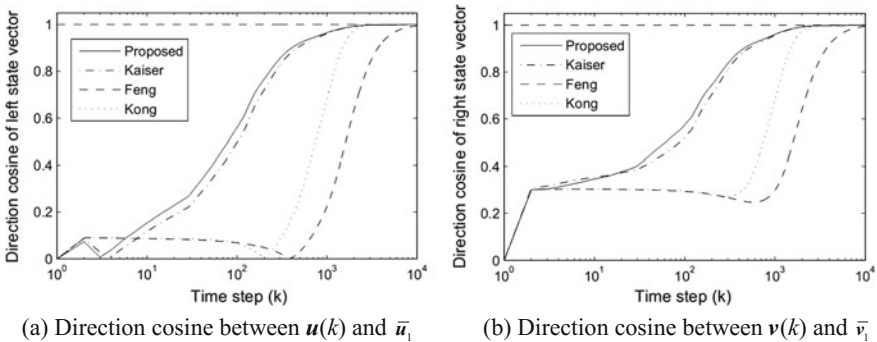 Direction cosine of left state vector
1
0.8
0.6
0.4
0.2
0
Proposed
Kaiser
Feng
Kong
10^0 10^1 10^2 10^3 10^4
Time step (k)
(a) Direction cosine between u(k) and ū₁
Direction cosine of right state vector
1
0.8
0.6
0.4
0.2
0
Proposed
Kaiser
Feng
Kong
10^0 10^1 10^2 10^3 10^4
Time step (k)
(b) Direction cosine between v(k) and v̄₁